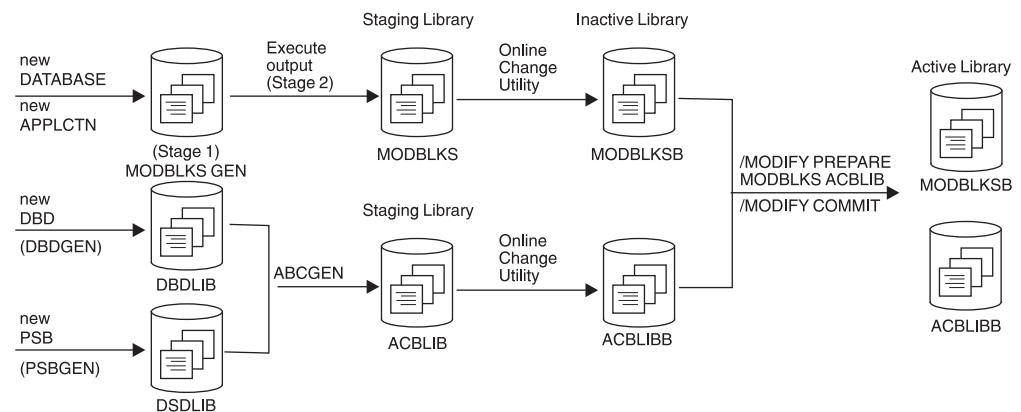 Staging Library
Inactive Library
new
DATABASE
new
APPLCTN
Execute
output
(Stage 2)
Online
Change
Utility
Active Library
(Stage 1)
MODBLKS GEN
MODBLKS
MODBLKSB
/MODIFY PREPARE
MODBLKS ACBLIB
/MODIFY COMMIT
MODBLKSB
new
DBD
(DBDGEN)
DBDLIB
ABCGEN
Staging Library
ACBLIB
Online
Change
Utility
ACBLIBB
ACBLIBB
new
PSB
(PSBGEN)
DSDLIB